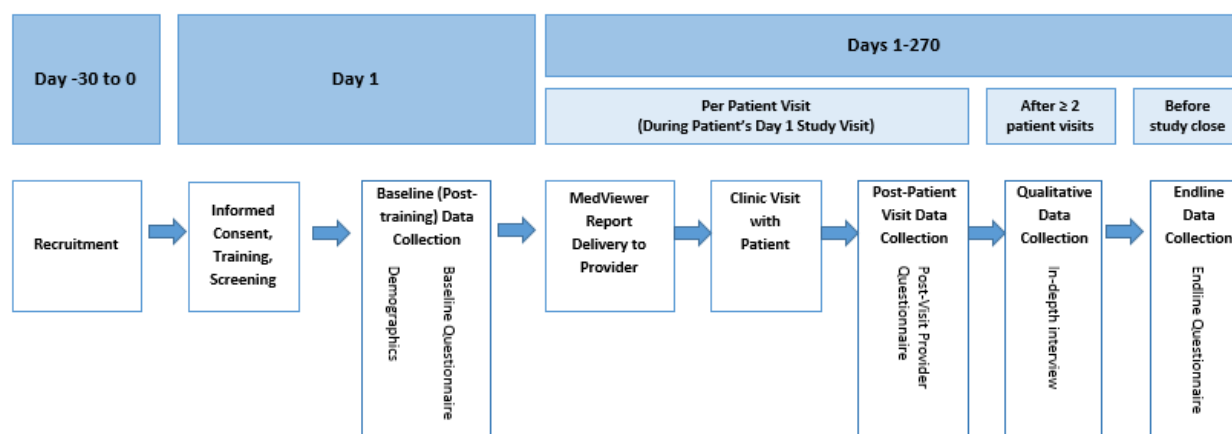 Day -30 to 0
Day 1
Days 1-270
Per Patient Visit
(During Patient's Day 1 Study Visit)
After ≥ 2
patient visits
Before
study close
Recruitment
Informed
Consent,
Training,
Screening
Baseline (Post-
training) Data
Collection
Baseline Questionnaire
Demographics
MedViewer
Report
Delivery to
Provider
Clinic Visit
with
Patient
Post-Patient
Visit Data
Collection
Post-Visit Provider
Questionnaire
Qualitative
Data
Collection
In-depth interview
Endline
Data
Collection
Endline Questionnaire